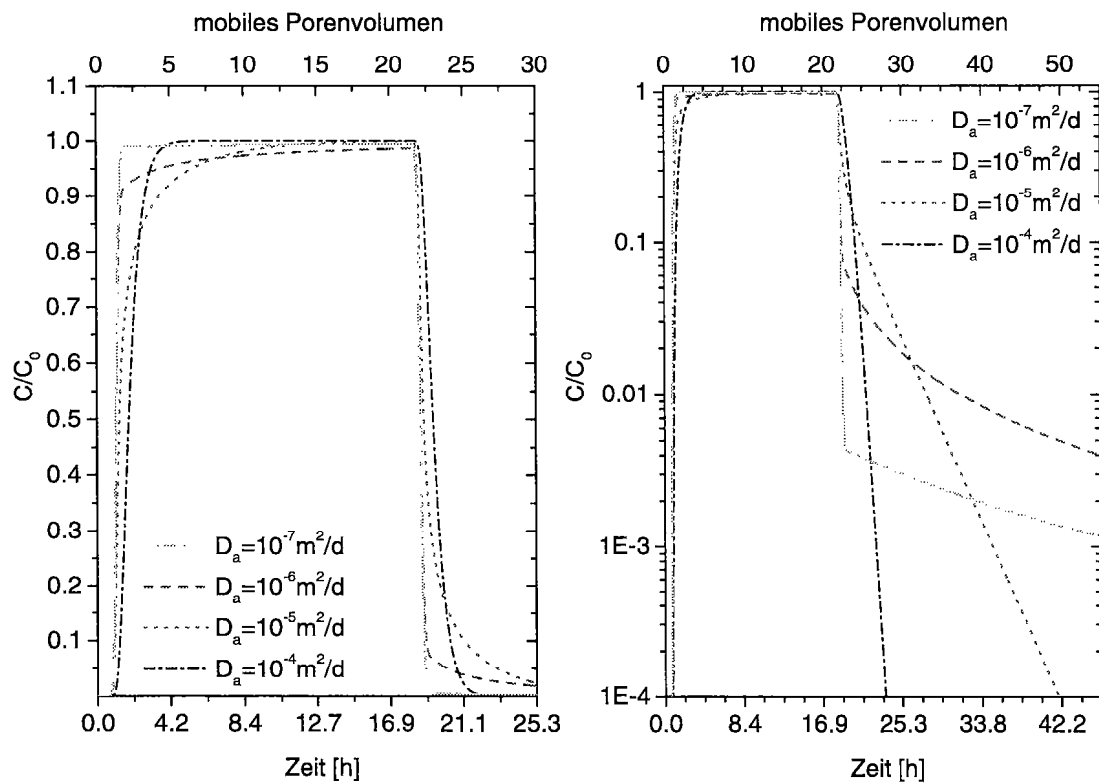 mobiles Porenvolumen
0 5 10 15 20 25 30
1.1
1.0
0.9
0.8
0.7
0.6
0.5
0.4
0.3
0.2
0.1
C/C₀
Dₐ=10⁻⁷m²/d
Dₐ=10⁻⁶m²/d
Dₐ=10⁻⁵m²/d
Dₐ=10⁻⁴m²/d
0.0 4.2 8.4 12.7 16.9 21.1 25.3
Zeit [h]
mobiles Porenvolumen
0 10 20 30 40 50
1
0.1
0.01
1E-3
1E-4
C/C₀
Dₐ=10⁻⁷m²/d
Dₐ=10⁻⁶m²/d
Dₐ=10⁻⁵m²/d
Dₐ=10⁻⁴m²/d
0.0 8.4 16.9 25.3 33.8 42.2
Zeit [h]